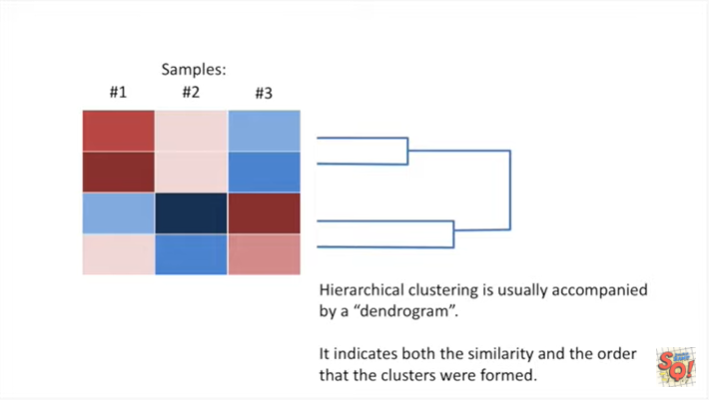 Samples:
#1 #2 #3
Hierarchical clustering is usually accompanied
by a “dendrogram”.
It indicates both the similarity and the order
that the clusters were formed.
SQ!